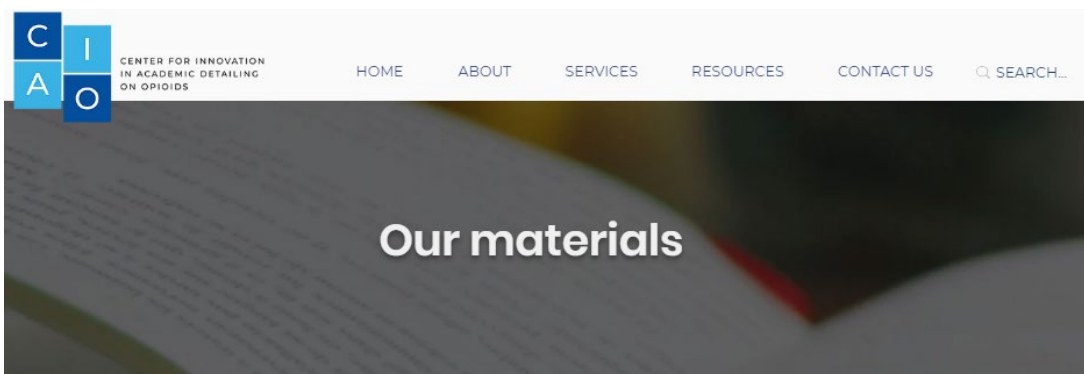 C I
A O
CENTER FOR INNOVATION
IN ACADEMIC DETAILING
ON OPIOIDS
HOME ABOUT SERVICES RESOURCES CONTACT US SEARCH...
Our materials